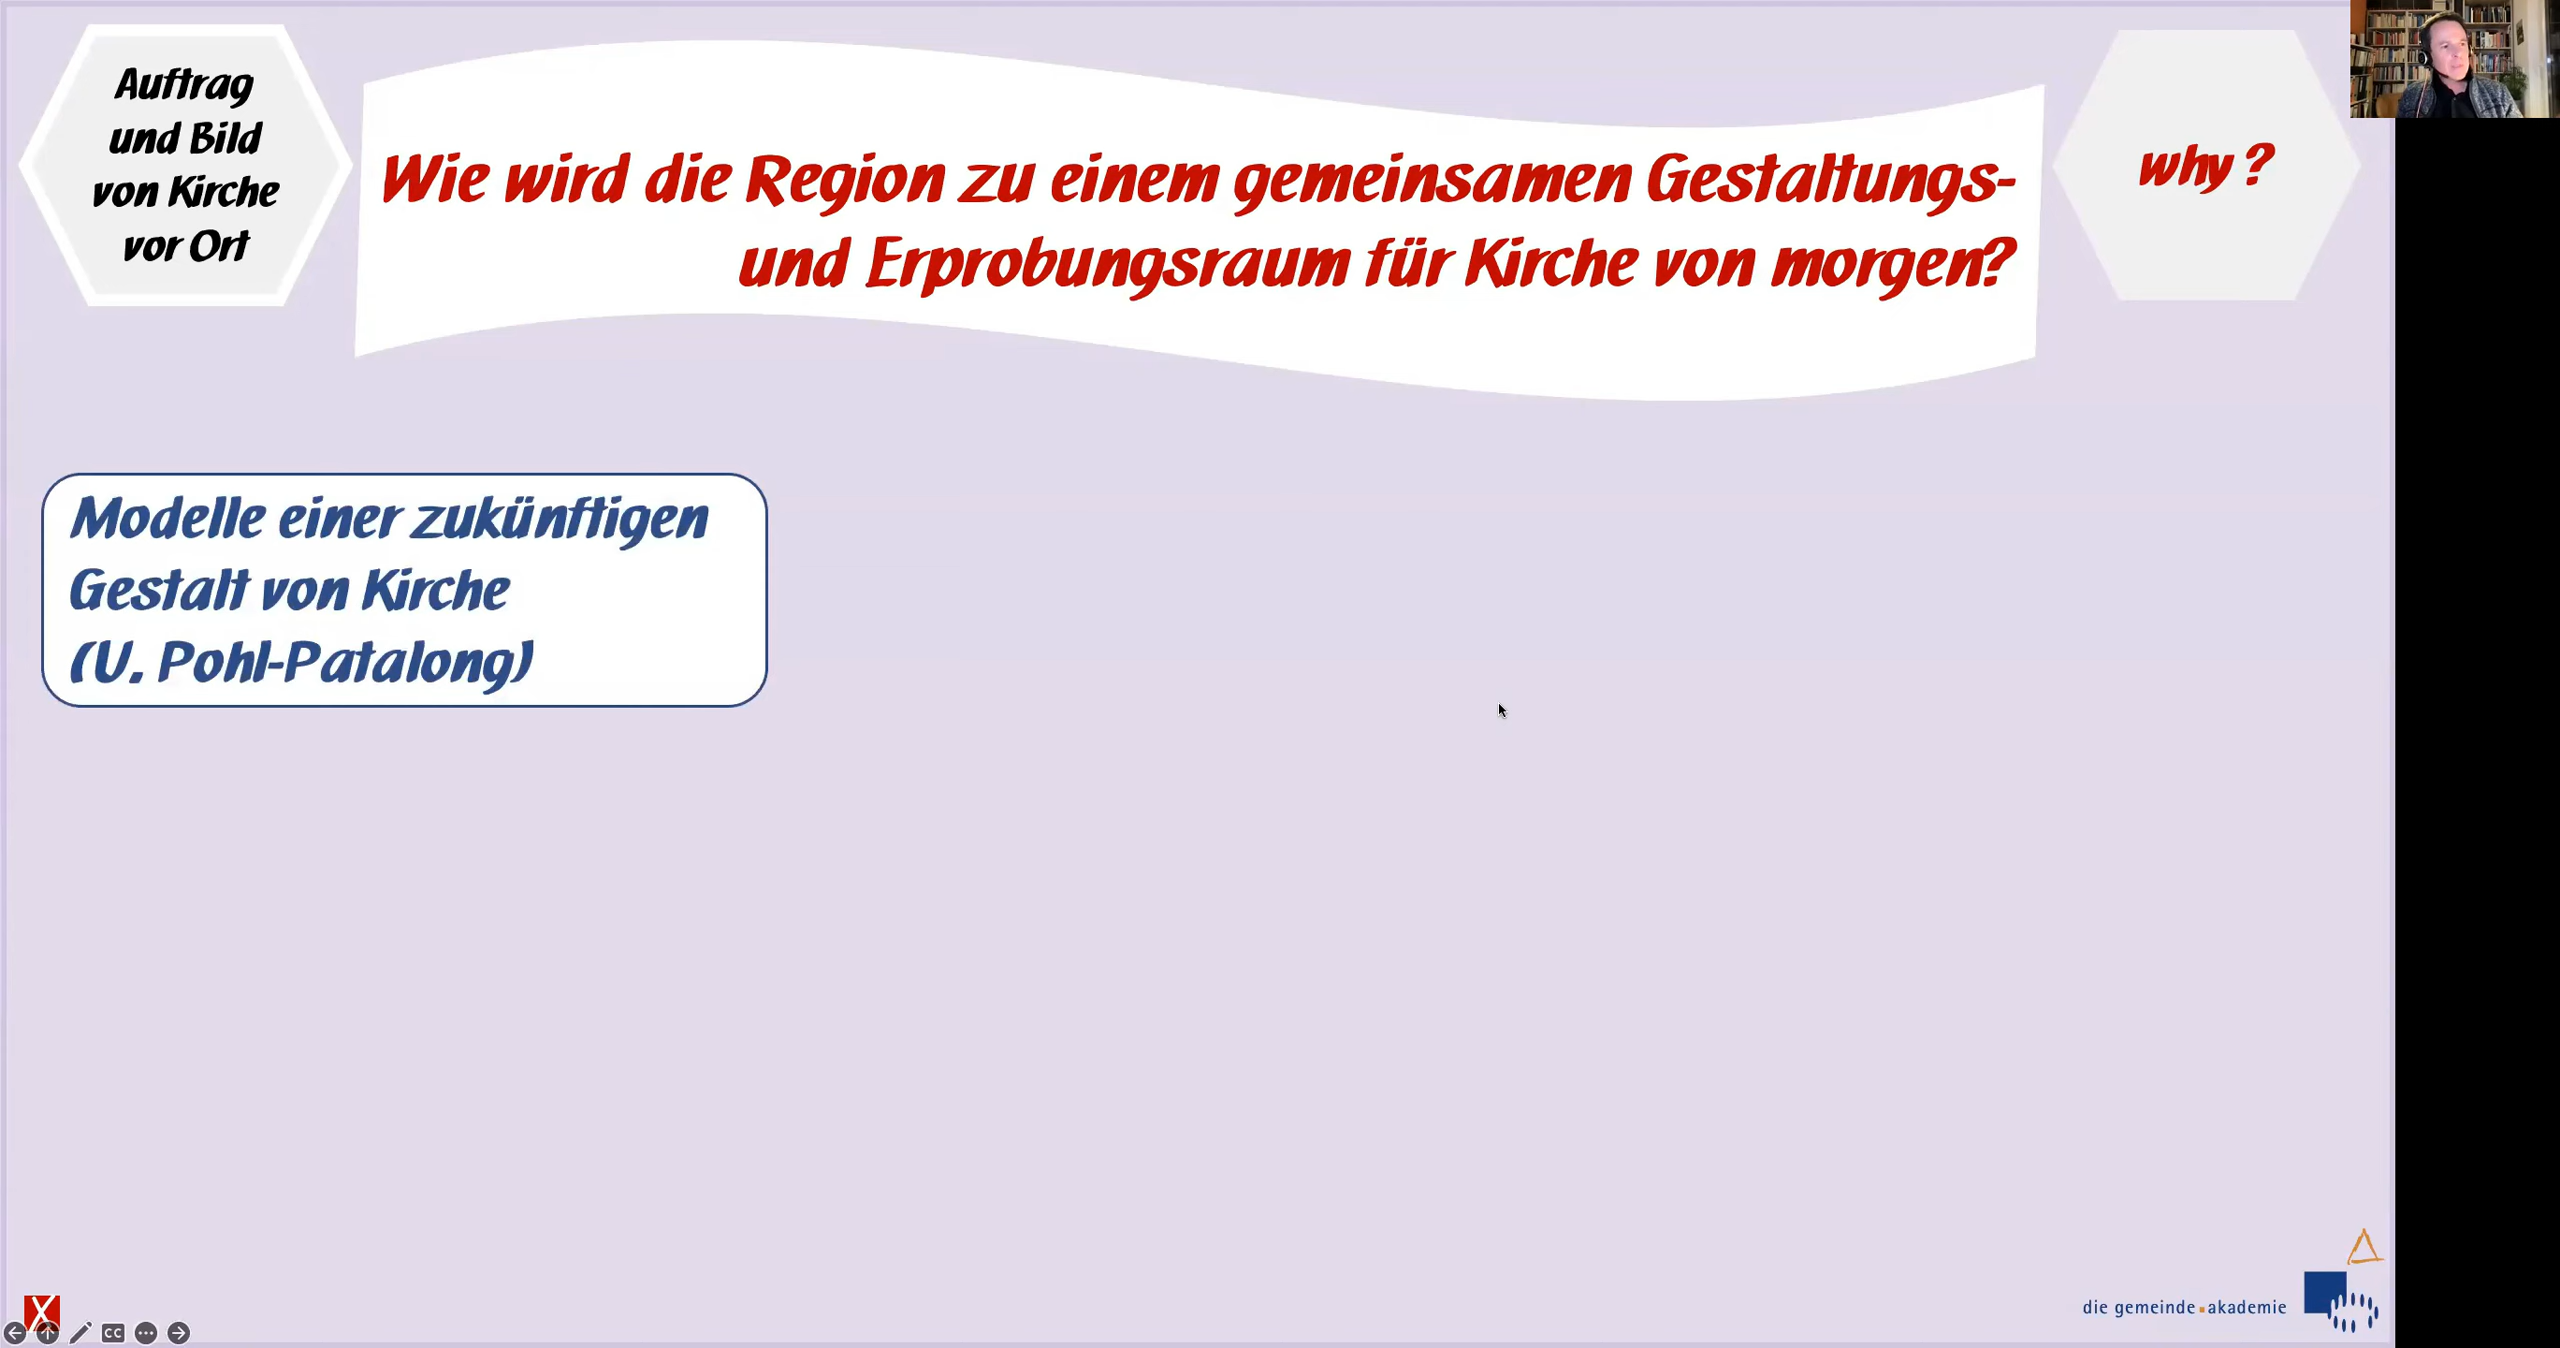 Auftrag
und Bild
von Kirche
vor Ort
Wie wird die Region zu einem gemeinsamen Gestaltungs-
und Erprobungsraum für Kirche von morgen?
why ?
Modelle einer zukünftigen
Gestalt von Kirche
(U. Pohl-Patalong)
CC
die gemeinde.akademie